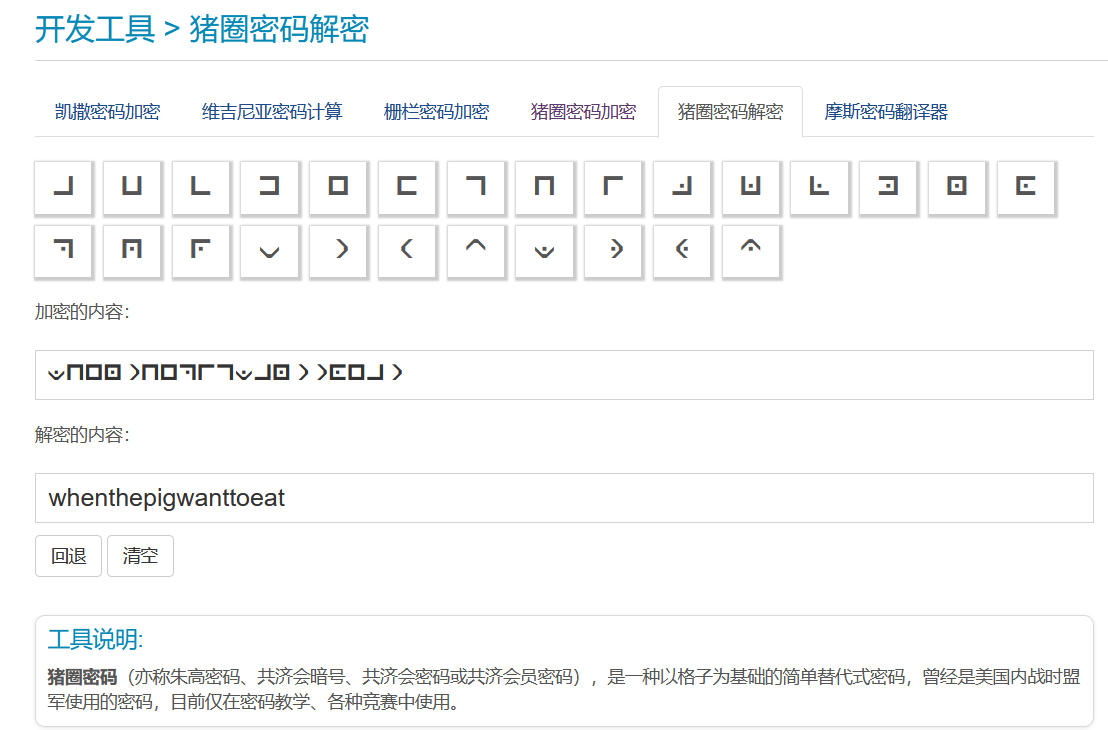 开发工具 > 猪圈密码解密
凯撒密码加密 维吉尼亚密码计算 栅栏密码加密 猪圈密码加密 猪圈密码解密 摩斯密码翻译器
加密的内容：
解密的内容：
whenthepigwanttoeat
回退 清空
工具说明:
猪圈密码（亦称朱高密码、共济会暗号、共济会密码或共济会员密码），是一种以格子为基础的简单替代式密码，曾经是美国内战时盟
军使用的密码，目前仅在密码教学、各种竞赛中使用。